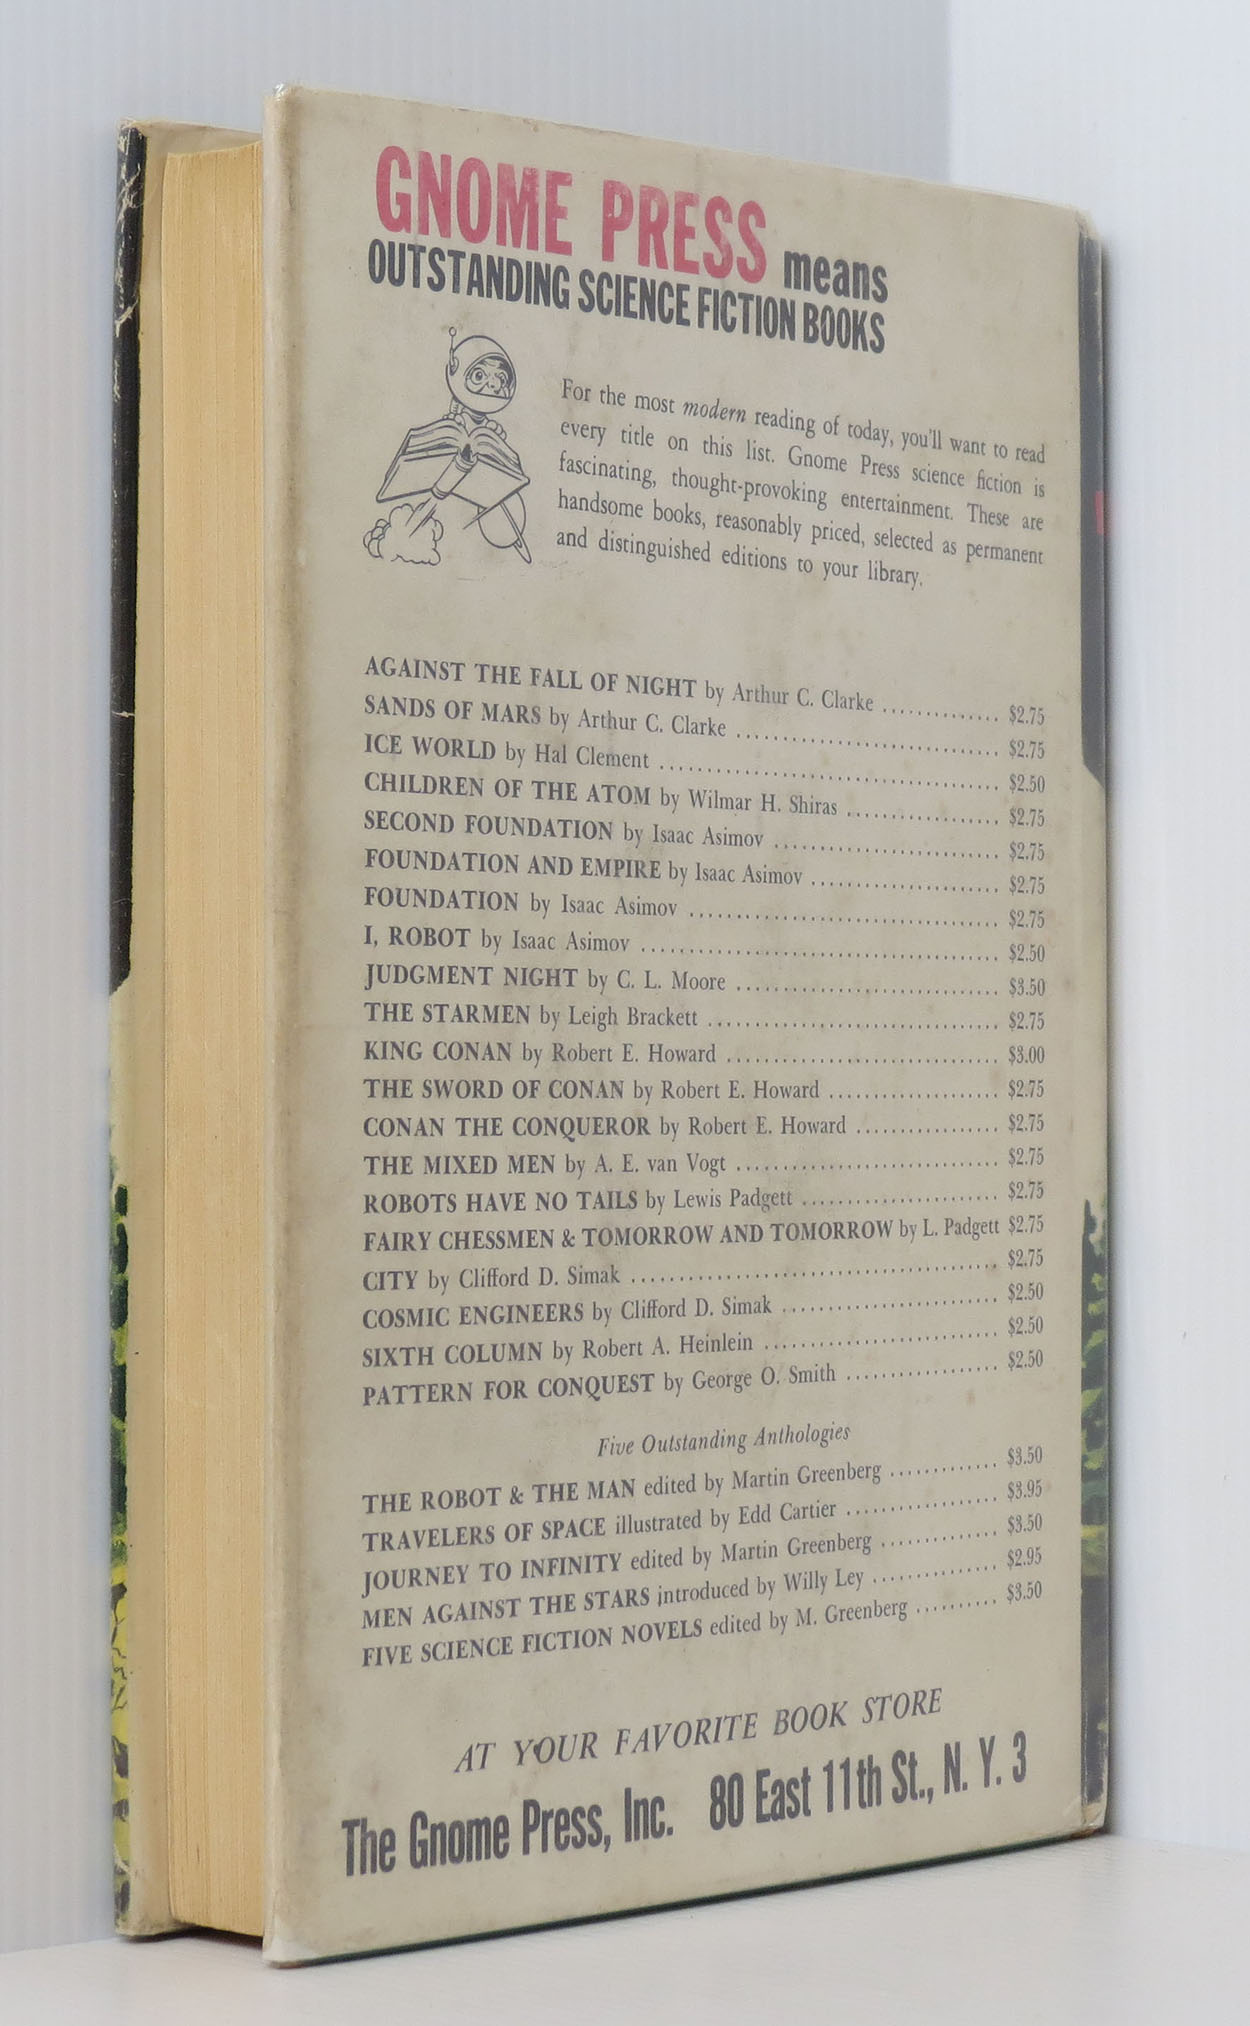 GNOME PRESS means
OUTSTANDING SCIENCE FICTION BOOKS
For the most modern reading of today, you'll want to read
every title on this list. Gnome Press science fiction is
fascinating, thought-provoking entertainment. These are
handsome books, reasonably priced, selected as permanent
and distinguished editions to your library.
AGAINST THE FALL OF NIGHT by Arthur C. Clarke .............. $2.75
SANDS OF MARS by Arthur C. Clarke .............................. $2.75
ICE WORLD by Hal Clement ....................................... $2.50
CHILDREN OF THE ATOM by Wilmar H. Shiras .................. $2.75
SECOND FOUNDATION by Isaac Asimov .......................... $2.75
FOUNDATION AND EMPIRE by Isaac Asimov ...................... $2.75
FOUNDATION by Isaac Asimov ................................... $2.75
I, ROBOT by Isaac Asimov ........................................ $2.50
JUDGMENT NIGHT by C. L. Moore .............................. $3.50
THE STARMEN by Leigh Brackett ................................. $2.75
KING CONAN by Robert E. Howard ............................... $3.00
THE SWORD OF CONAN by Robert E. Howard .................... $2.75
CONAN THE CONQUEROR by Robert E. Howard ................. $2.75
THE MIXED MEN by A. E. van Vogt .............................. $2.75
ROBOTS HAVE NO TAILS by Lewis Padgett ....................... $2.75
FAIRY CHESSMEN & TOMORROW AND TOMORROW by L. Padgett $2.75
CITY by Clifford D. Simak ......................................... $2.75
COSMIC ENGINEERS by Clifford D. Simak ......................... $2.50
SIXTH COLUMN by Robert A. Heinlein ........................... $2.50
PATTERN FOR CONQUEST by George O. Smith .................. $2.50
Five Outstanding Anthologies
THE ROBOT & THE MAN edited by Martin Greenberg ............. $3.50
TRAVELERS OF SPACE illustrated by Edd Cartier .................. $3.95
JOURNEY TO INFINITY edited by Martin Greenberg .............. $3.50
MEN AGAINST THE STARS introduced by Willy Ley ............... $2.95
FIVE SCIENCE FICTION NOVELS edited by M. Greenberg .......... $3.50
AT YOUR FAVORITE BOOK STORE
The Gnome Press, Inc. 80 East 11th St., N. Y. 3